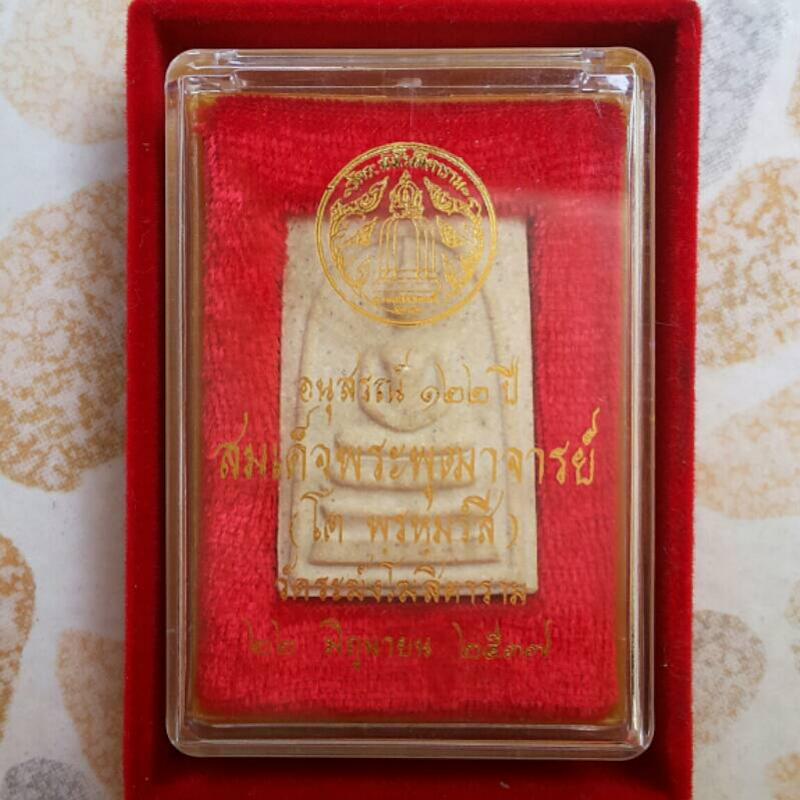 อนุสรณ์ ๑๒๒ ปี
สมเด็จพระพุฒาจารย์
(โต พฺรหฺมรํสี)
วัดระฆังโฆสิตาราม
๒๒ มิถุนายน ๒๕๓๗